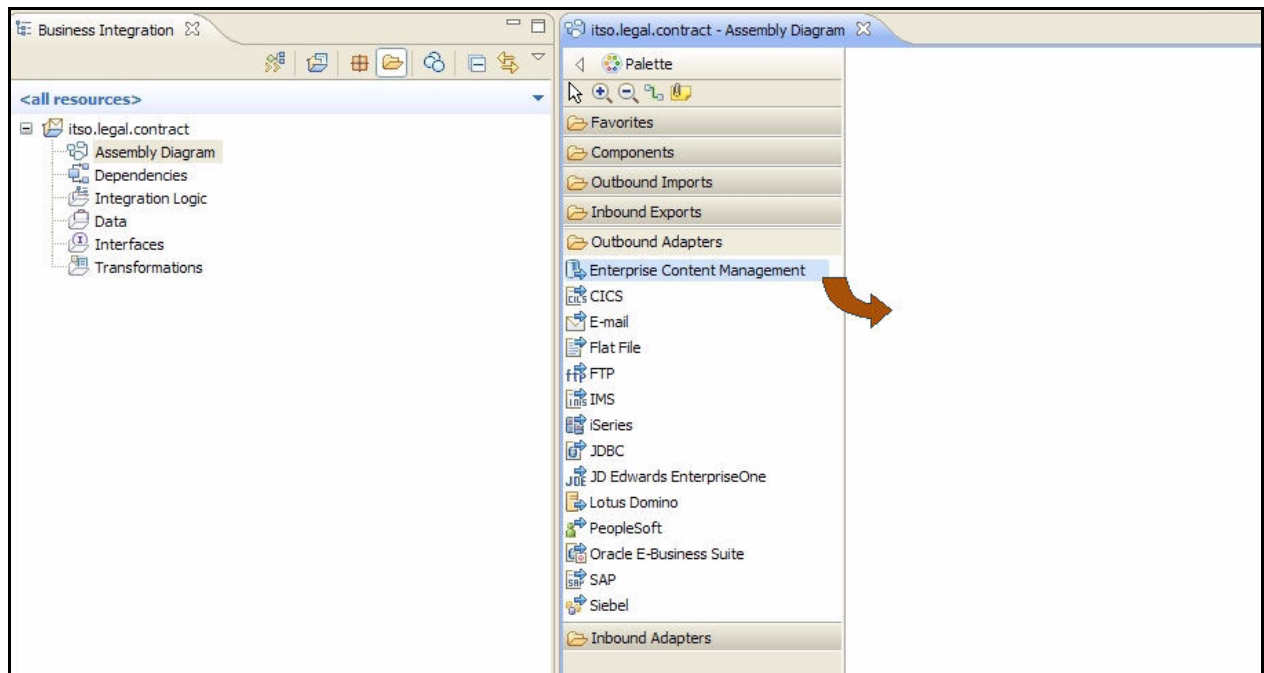 Business Integration
<all resources>
itso.legal.contract
Assembly Diagram
Dependencies
Integration Logic
Data
Interfaces
Transformations
itso.legal.contract - Assembly Diagram
Palette
Favorites
Components
Outbound Imports
Inbound Exports
Outbound Adapters
Enterprise Content Management
CICS
E-mail
Flat File
FTP
IMS
iSeries
JDBC
JD Edwards EnterpriseOne
Lotus Domino
PeopleSoft
Oracle E-Business Suite
SAP
Siebel
Inbound Adapters